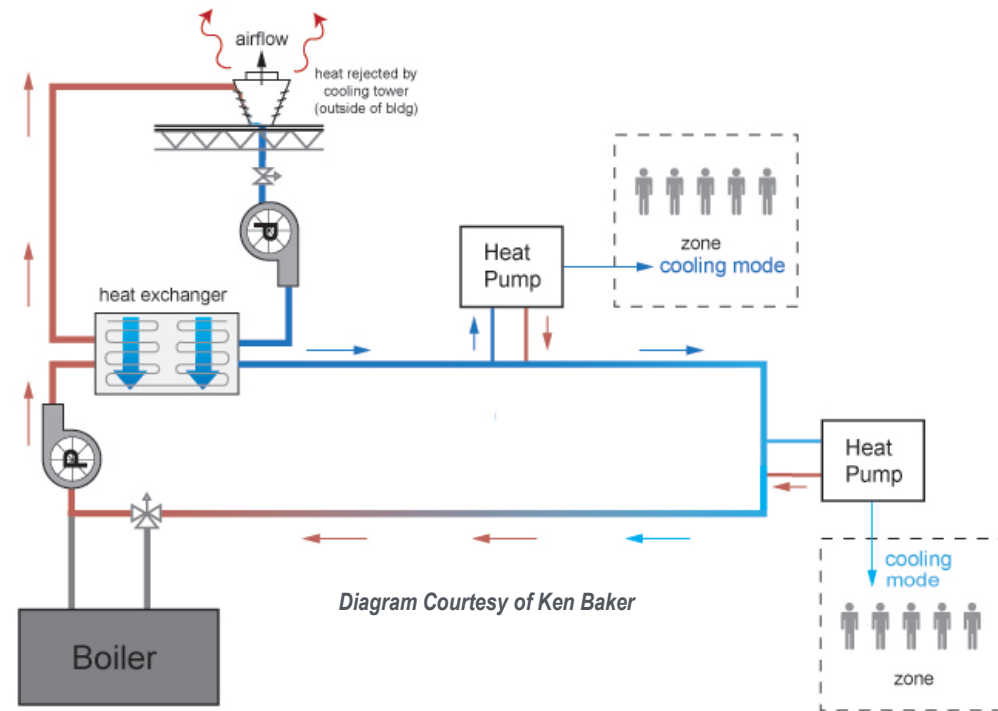 airflow
heat rejected by
cooling tower
(outside of bldg)
P
heat exchanger
Heat
Pump
zone
cooling mode
P
Heat
Pump
cooling
mode
zone
Diagram Courtesy of Ken Baker
Boiler